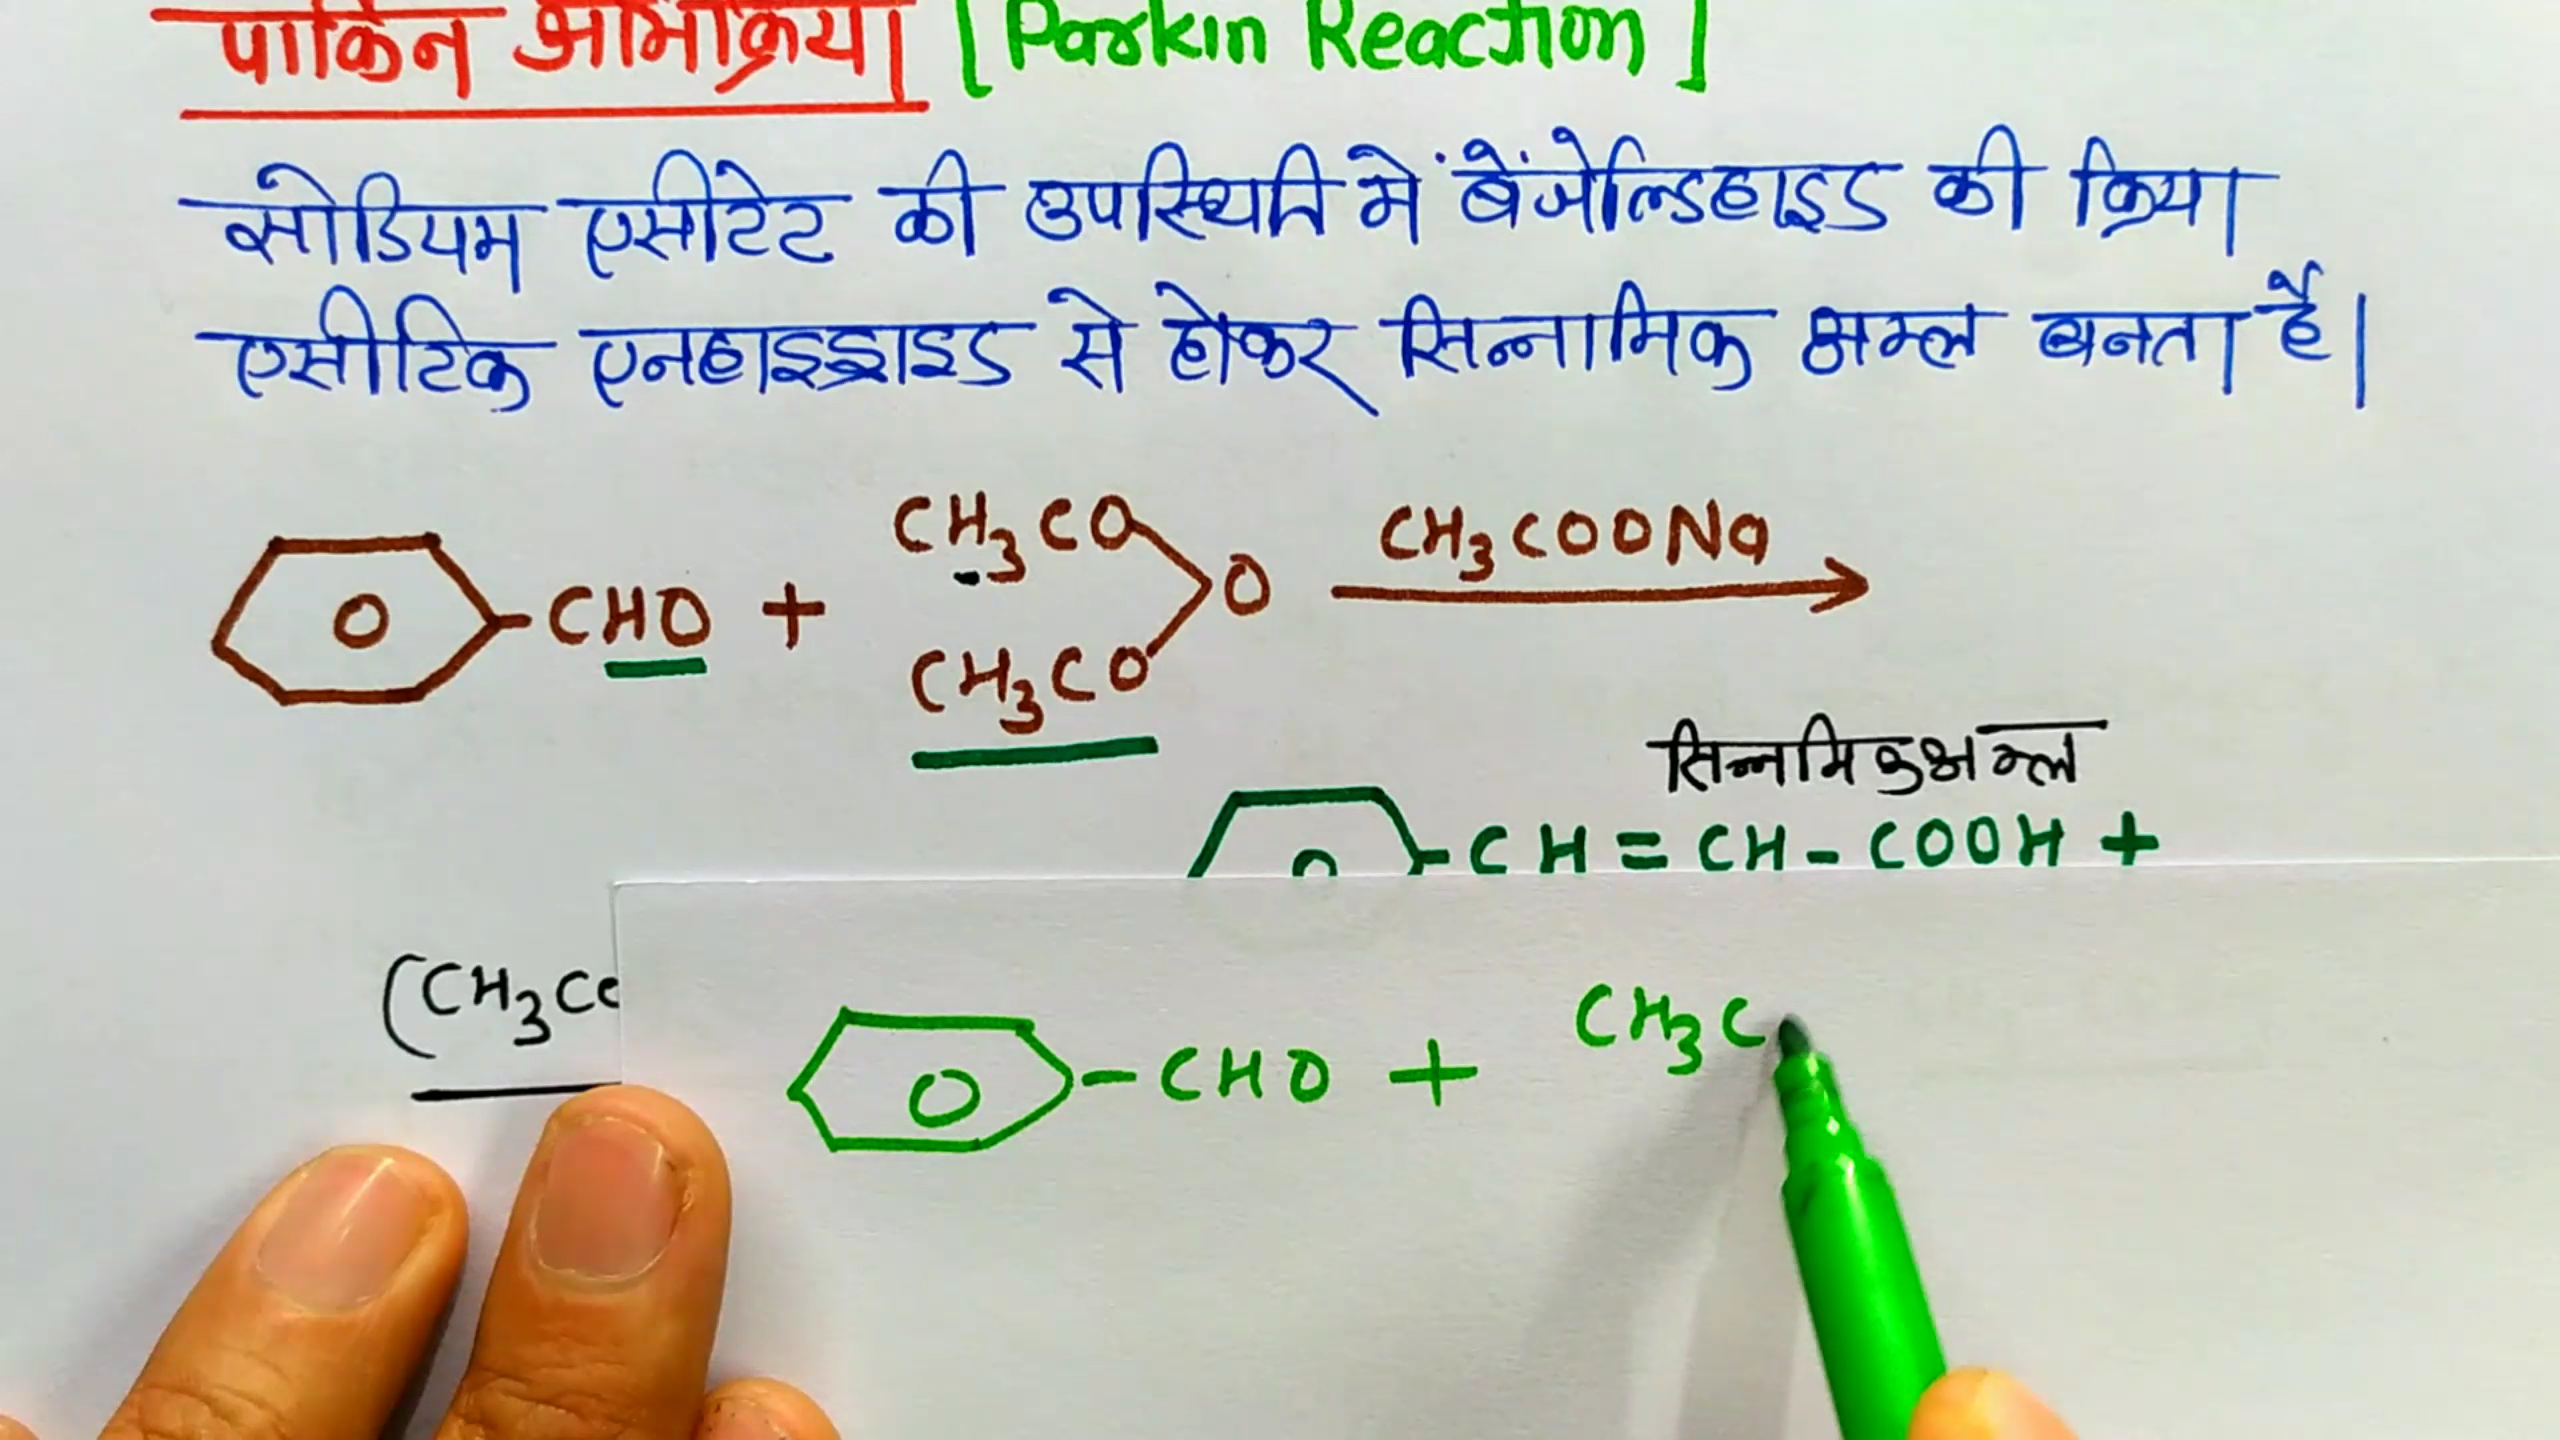 पार्किन अभिक्रिया [Parkin Reaction]
सोडियम एसीटेट की उपस्थिति में बेंजेल्डिहाइड की क्रिया
एसीटिक एनहाइड्राइड से होकर सिन्नामिक अम्ल बनता है।
CH3CO
CH3COONa
-CHO + O
CH3CO
सिन्नमिक अम्ल
-CH=CH-COOH +
(CH3C
-CHO + CH3C